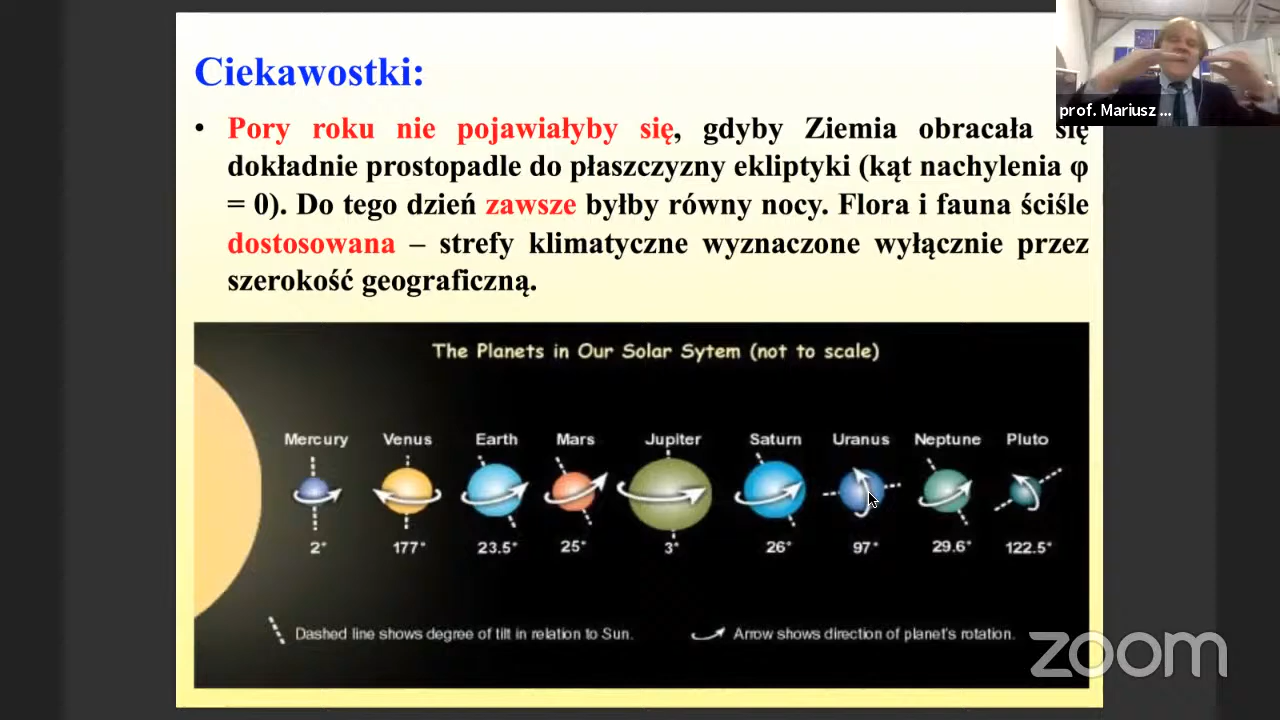 Ciekawostki:
prof. Mariusz ...
• Pory roku nie pojawiałyby się, gdyby Ziemia obracała się
dokładnie prostopadle do płaszczyzny ekliptyki (kąt nachylenia φ
= 0). Do tego dzień zawsze byłby równy nocy. Flora i fauna ściśle
dostosowana – strefy klimatyczne wyznaczone wyłącznie przez
szerokość geograficzną.
The Planets in Our Solar Sytem (not to scale)
Mercury Venus Earth Mars Jupiter Saturn Uranus Neptune Pluto
2° 177° 23.5° 25° 3° 26° 97° 29.6° 122.5°
Dashed line shows degree of tilt in relation to Sun. Arrow shows direction of planet's rotation.
zoom